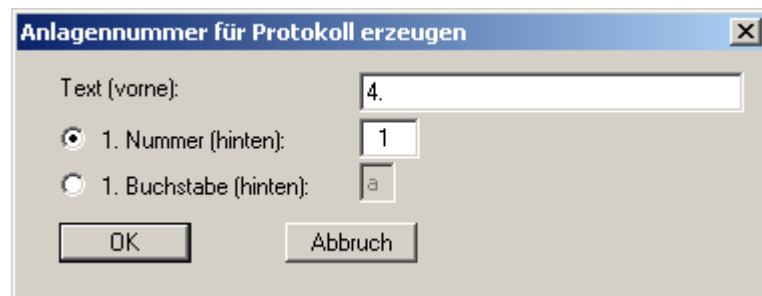 Anlagennummer für Protokoll erzeugen
Text (vorne): 4.
1. Nummer (hinten): 1
1. Buchstabe (hinten): a
OK Abbruch